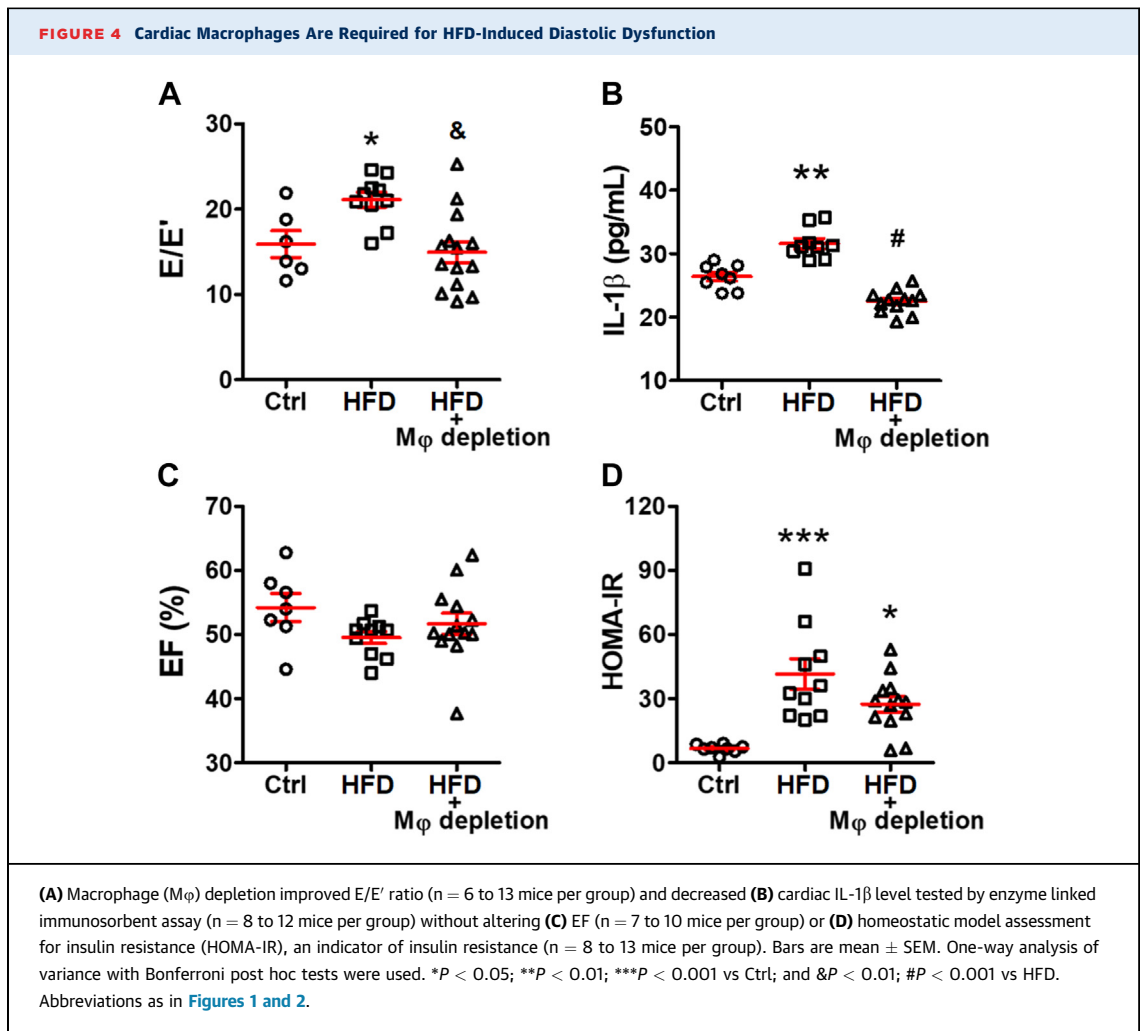 FIGURE 4 Cardiac Macrophages Are Required for HFD-Induced Diastolic Dysfunction
A
30
20
10
0
E/E'
*
&
Ctrl
HFD
HFD
+
Mφ depletion
B
50
40
30
20
10
IL-1β (pg/mL)
**
#
Ctrl
HFD
HFD
+
Mφ depletion
C
70
60
50
40
30
EF (%)
Ctrl
HFD
HFD
+
Mφ depletion
D
120
90
60
30
0
HOMA-IR
***
*
Ctrl
HFD
HFD
+
Mφ depletion
(A) Macrophage (Mφ) depletion improved E/E′ ratio (n = 6 to 13 mice per group) and decreased (B) cardiac IL-1β level tested by enzyme linked
immunosorbent assay (n = 8 to 12 mice per group) without altering (C) EF (n = 7 to 10 mice per group) or (D) homeostatic model assessment
for insulin resistance (HOMA-IR), an indicator of insulin resistance (n = 8 to 13 mice per group). Bars are mean ± SEM. One-way analysis of
variance with Bonferroni post hoc tests were used. *P < 0.05; **P < 0.01; ***P < 0.001 vs Ctrl; and &P < 0.01; #P < 0.001 vs HFD.
Abbreviations as in Figures 1 and 2.